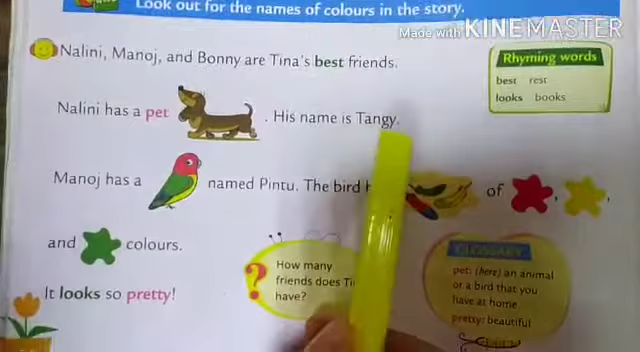 Look out for the names of colours in the story.
Made with KINEMASTER
Nalini, Manoj, and Bonny are Tina's best friends.
Rhyming words
best rest
looks books
Nalini has a pet . His name is Tangy.
Manoj has a named Pintu. The bird of , ,
and colours.
It looks so pretty!
?
How many
friends does
have?
GLOSSARY
pet: (here) an animal
or a bird that you
have at home
pretty: beautiful